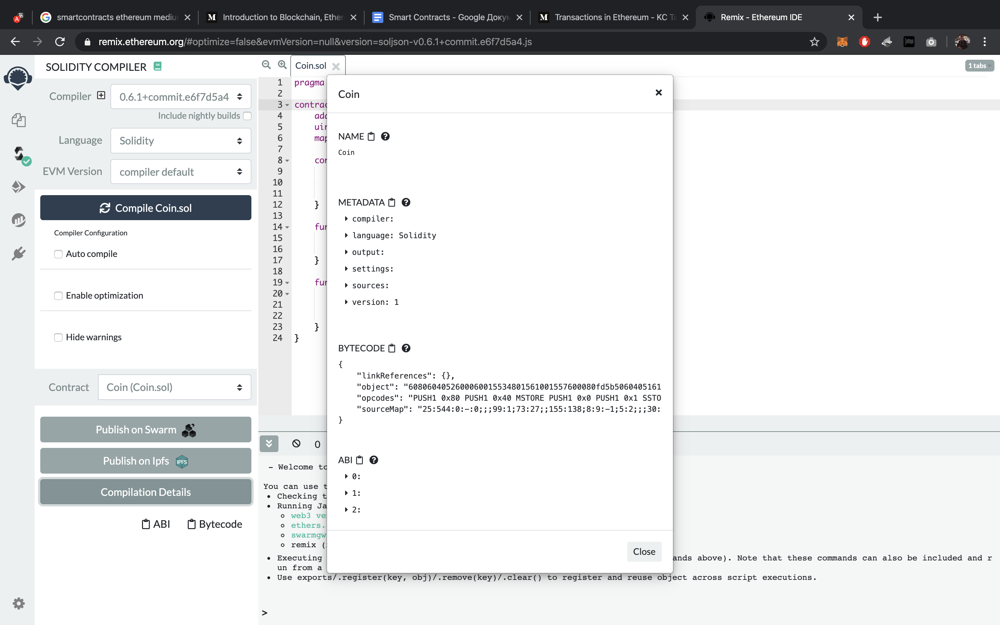 smartcontracts ethereum mediu
Introduction to Blockchain, Ether
Smart Contracts - Google Докум
Transactions in Ethereum - KC Ta
Remix - Ethereum IDE
remix.ethereum.org/#optimize=false&evmVersion=null&version=soljson-v0.6.1+commit.e6f7d5a4.js
SOLIDITY COMPILER
Compiler
0.6.1+commit.e6f7d5a4
Include nightly builds
Language
Solidity
EVM Version
compiler default
Compile Coin.sol
Compiler Configuration
Auto compile
Enable optimization
Hide warnings
Contract
Coin (Coin.sol)
Publish on Swarm
Publish on Ipfs
IPFS
Compilation Details
ABI
Bytecode
Coin.sol
1 tabs
1 pragma
2
3 contrac
4 add
5 uin
6 map
7
8 con
9
10
11
12 }
13
14 fun
15
16
17 }
18
19 fun
20
21
22
23 }
24 }
Coin
NAME
Coin
METADATA
compiler:
language: Solidity
output:
settings:
sources:
version: 1
BYTECODE
{
"linkReferences": {},
"object": "6080604052600060015534801561001557600080fd5b5060405161
"opcodes": "PUSH1 0x80 PUSH1 0x40 MSTORE PUSH1 0x0 PUSH1 0x1 SSTO
"sourceMap": "25:544:0:-:0;;;99:1;73:27;;155:138;8:9:-1;5:2;;;30:
}
ABI
0:
1:
2:
Close
0
- Welcome to
You can use t
• Checking t
• Running Ja
web3 ve
ethers.
swarmgw
remix (
• Executing
ands above). Note that these commands can also be included and r
un from a
• Use exports/.register(key, obj)/.remove(key)/.clear() to register and reuse object across script executions.
>